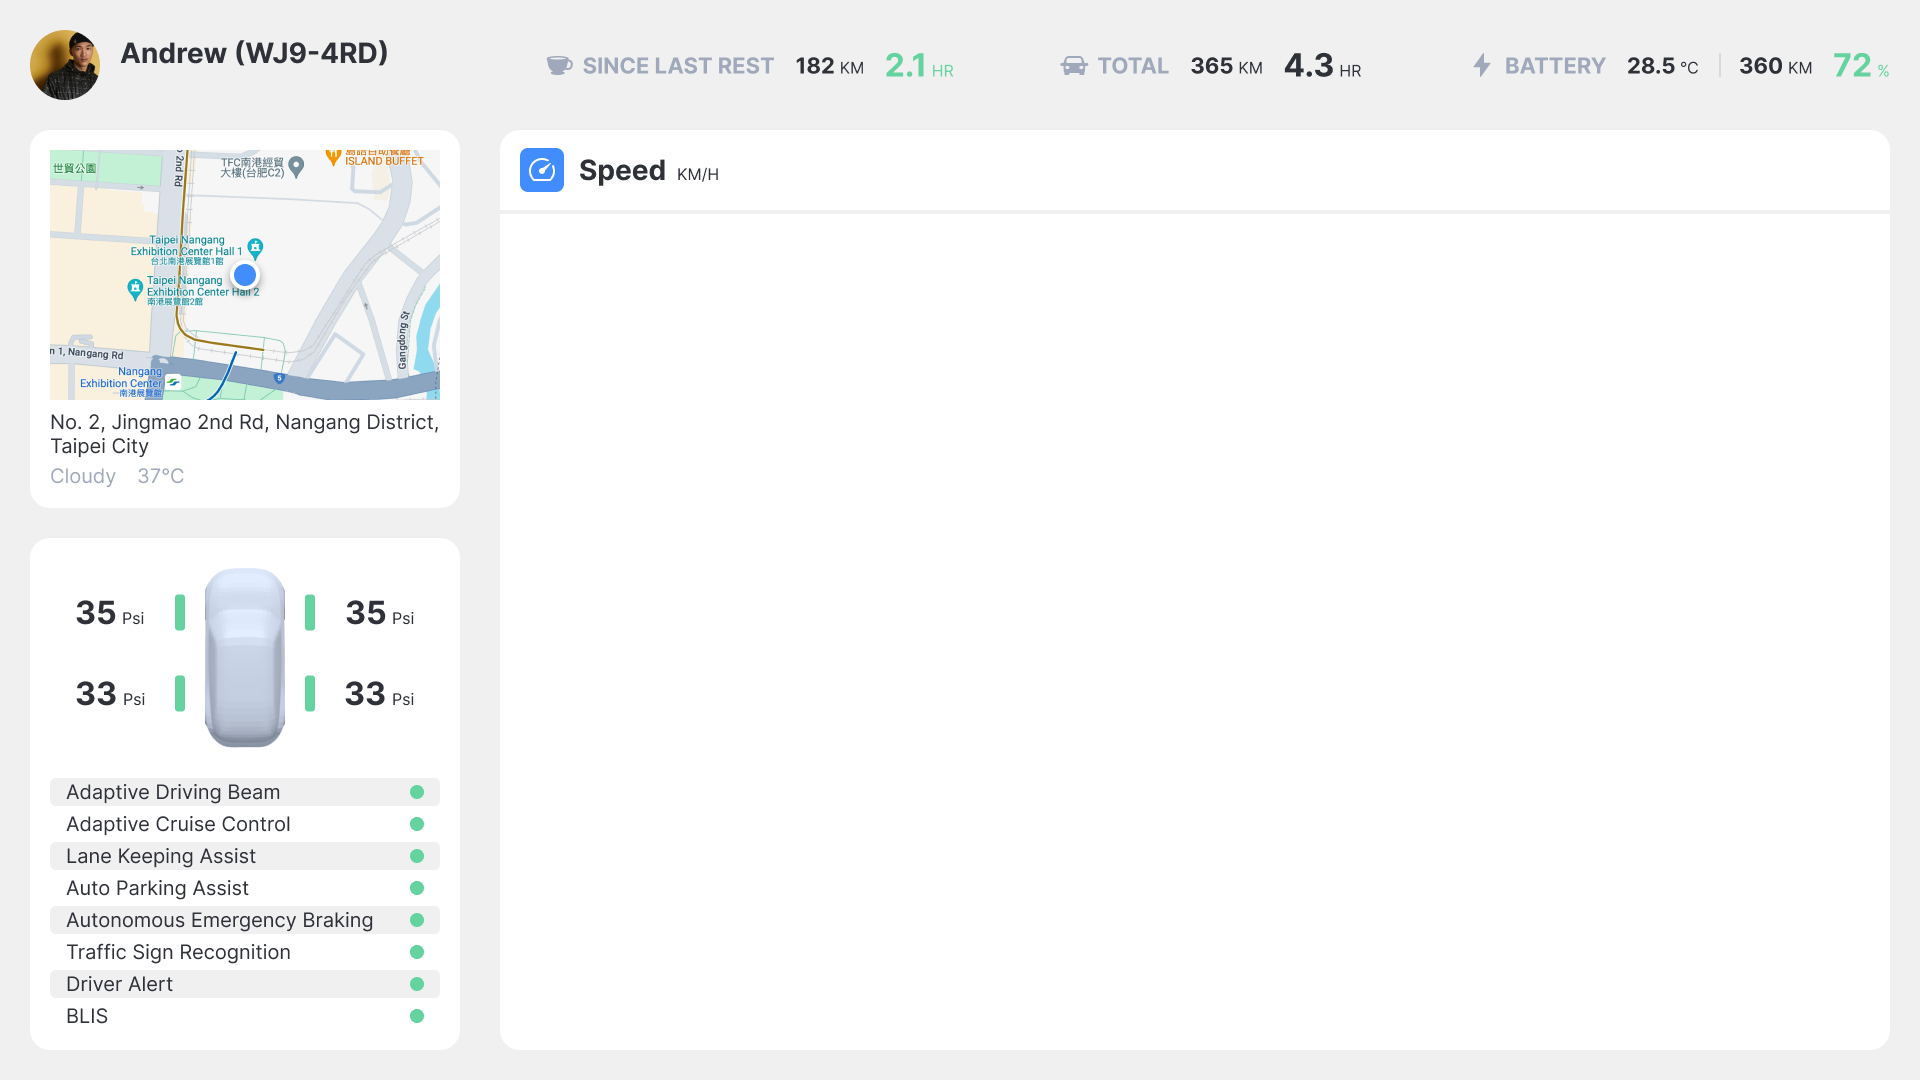 Andrew (WJ9-4RD)
SINCE LAST REST 182 KM 2.1 HR
TOTAL 365 KM 4.3 HR
BATTERY 28.5 °C 360 KM 72 %
世貿公園
2nd Rd
TFC南港經貿
大樓(台肥C2)
ISLAND BUFFET
Taipei Nangang
Exhibition Center Hall 1
台北南港展覽館1館
Taipei Nangang
Exhibition Center Hall 2
南港展覽館2館
Gangdong St
n 1, Nangang Rd
Nangang
Exhibition Center
南港展覽館
5
No. 2, Jingmao 2nd Rd, Nangang District,
Taipei City
Cloudy 37°C
35 Psi 35 Psi
33 Psi 33 Psi
Adaptive Driving Beam
Adaptive Cruise Control
Lane Keeping Assist
Auto Parking Assist
Autonomous Emergency Braking
Traffic Sign Recognition
Driver Alert
BLIS
Speed KM/H